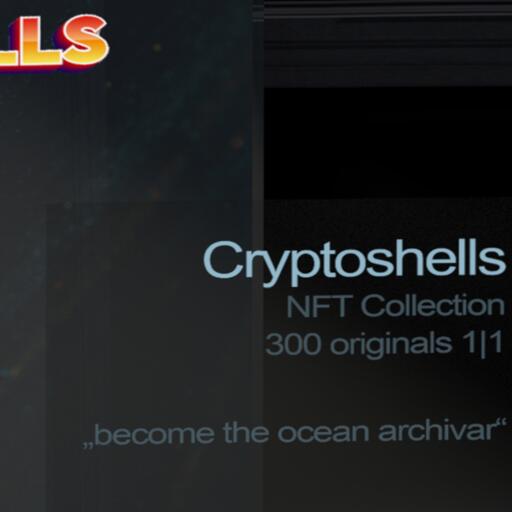 LLS
Cryptoshells
NFT Collection
300 originals 1|1
„become the ocean archivar“